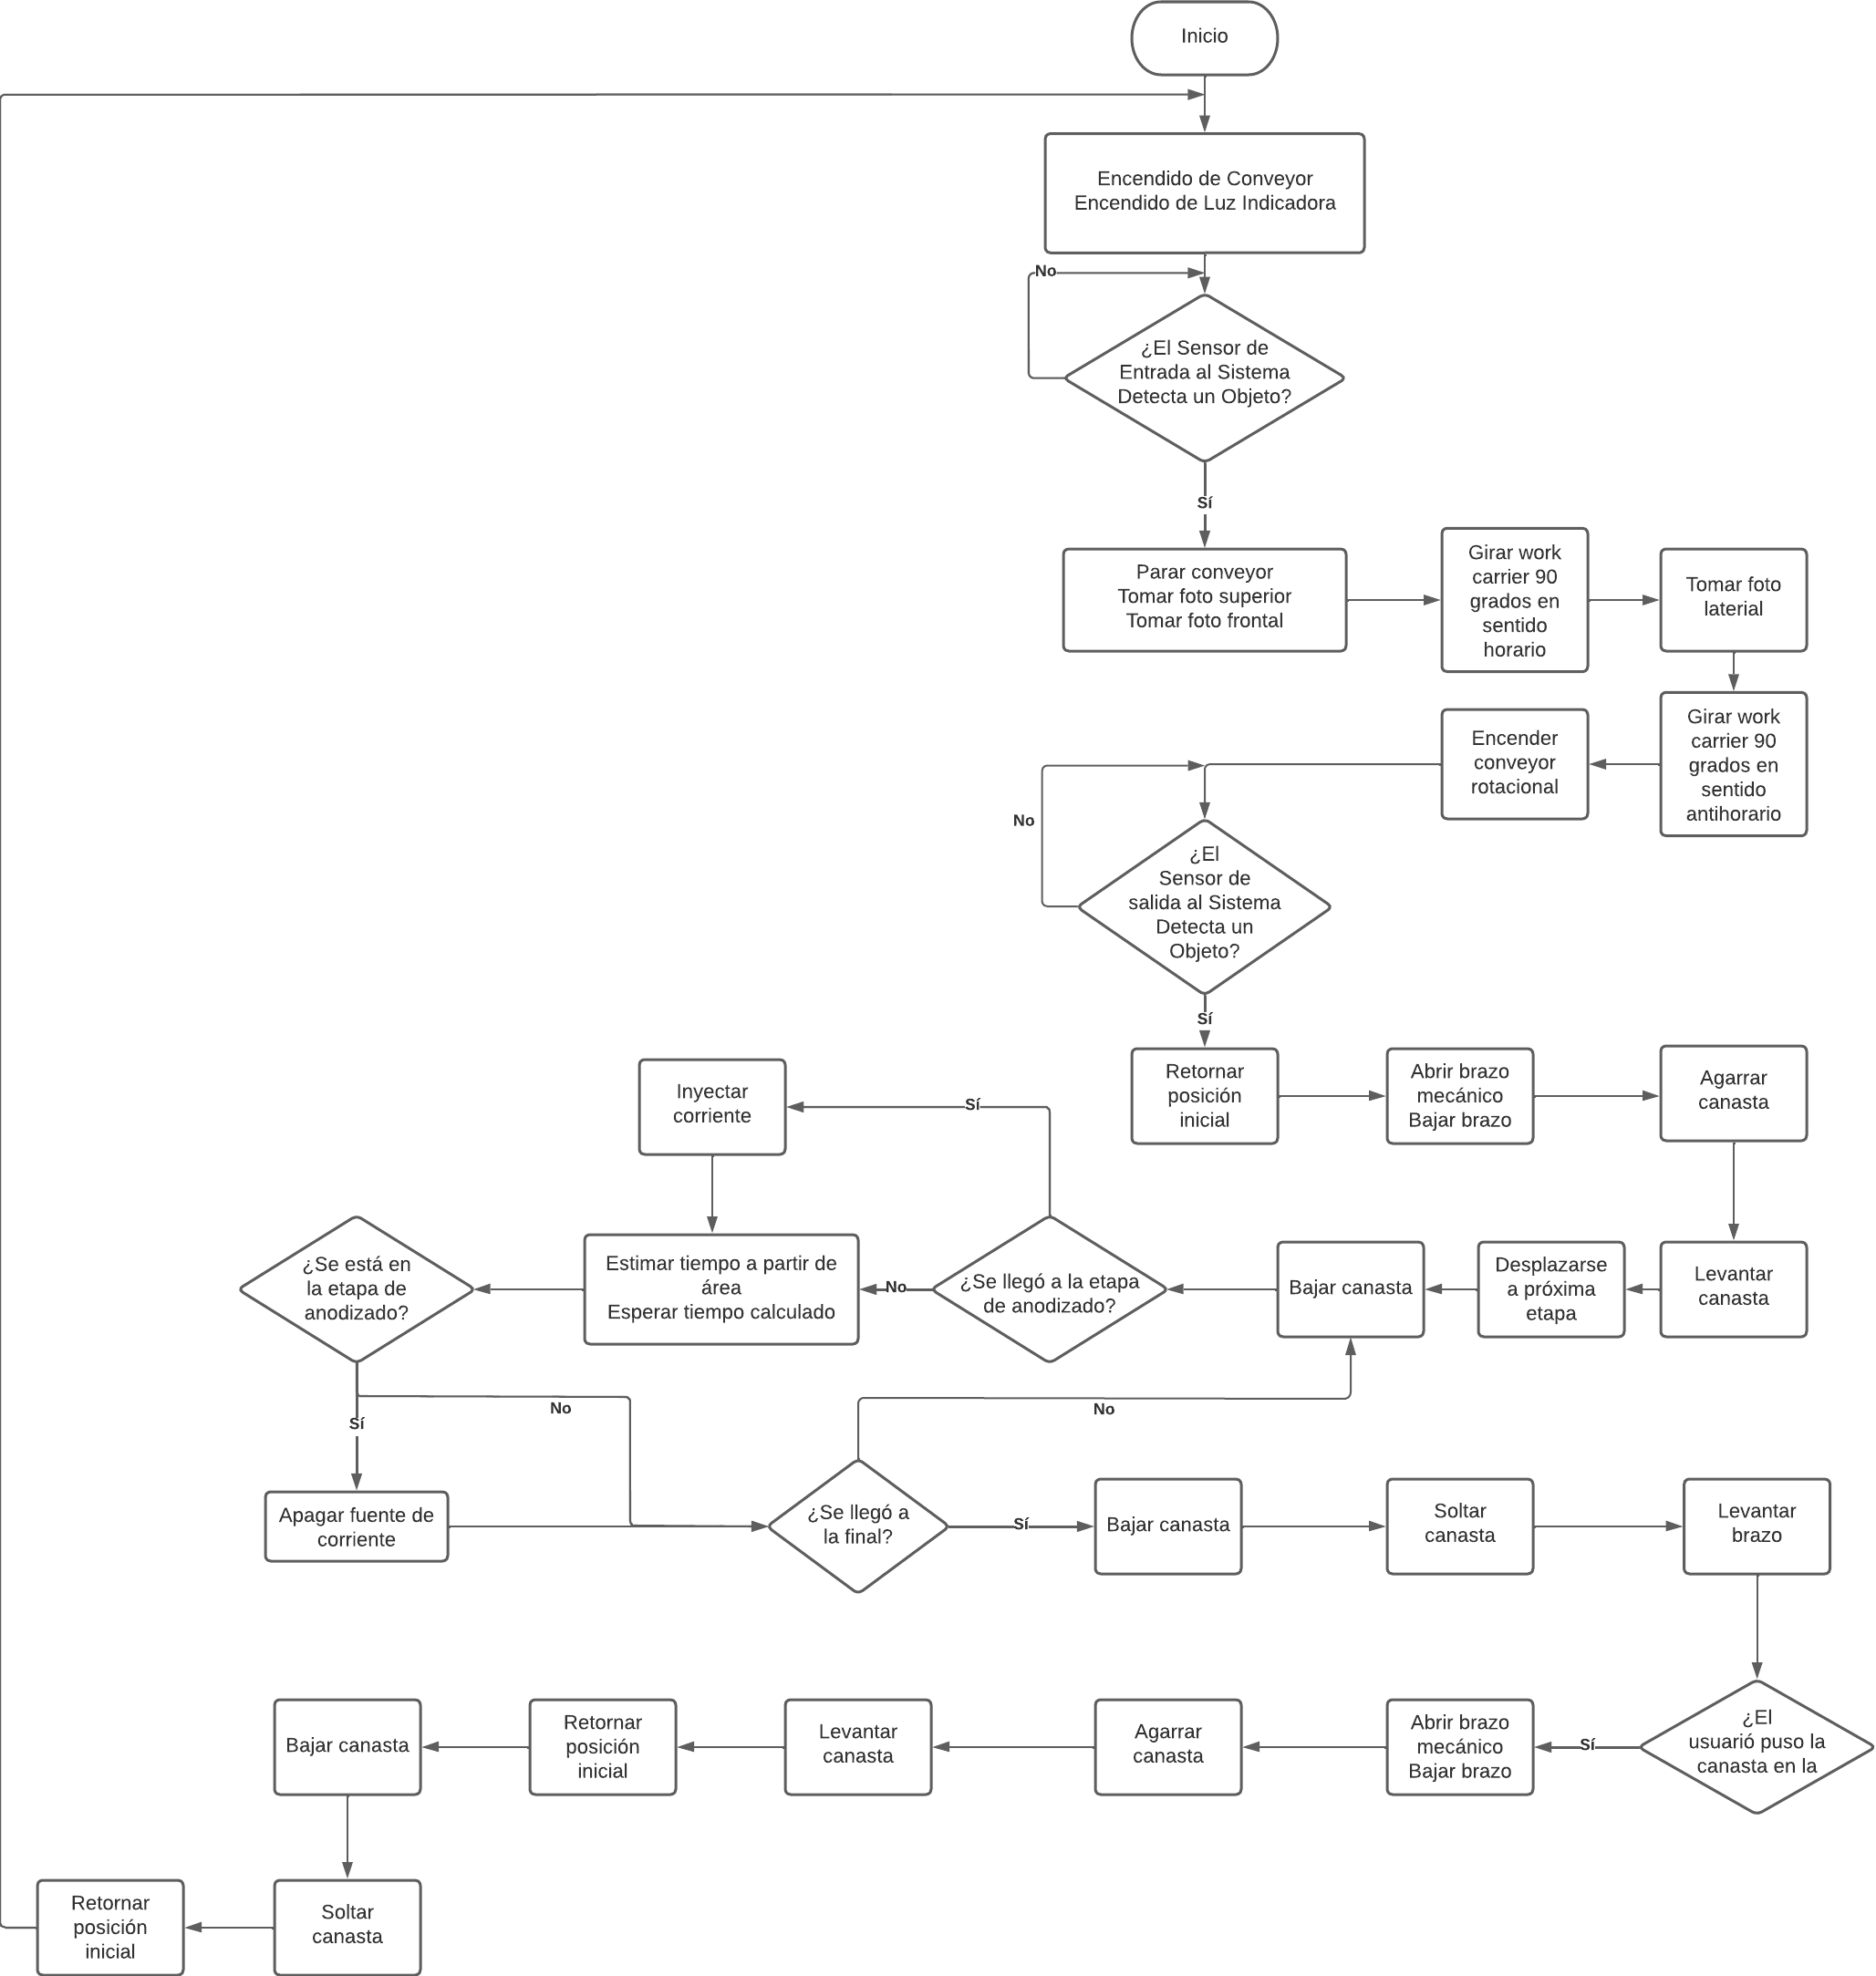 Inicio
Encendido de Conveyor
Encendido de Luz Indicadora
No
¿El Sensor de
Entrada al Sistema
Detecta un Objeto?
Sí
Parar conveyor
Tomar foto superior
Tomar foto frontal
Girar work
carrier 90
grados en
sentido
horario
Tomar foto
laterial
Girar work
carrier 90
grados en
sentido
antihorario
Encender
conveyor
rotacional
No
¿El
Sensor de
salida al Sistema
Detecta un
Objeto?
Sí
Retornar
posición
inicial
Abrir brazo
mecánico
Bajar brazo
Agarrar
canasta
Levantar
canasta
Desplazarse
a próxima
etapa
Bajar canasta
¿Se llegó a la etapa
de anodizado?
Sí
Inyectar
corriente
No
Estimar tiempo a partir de
área
Esperar tiempo calculado
¿Se está en
la etapa de
anodizado?
No
Sí
Apagar fuente de
corriente
¿Se llegó a
la final?
No
Sí
Bajar canasta
Soltar
canasta
Levantar
brazo
¿El
usuarió puso la
canasta en la
Sí
Abrir brazo
mecánico
Bajar brazo
Agarrar
canasta
Levantar
canasta
Retornar
posición
inicial
Bajar canasta
Soltar
canasta
Retornar
posición
inicial